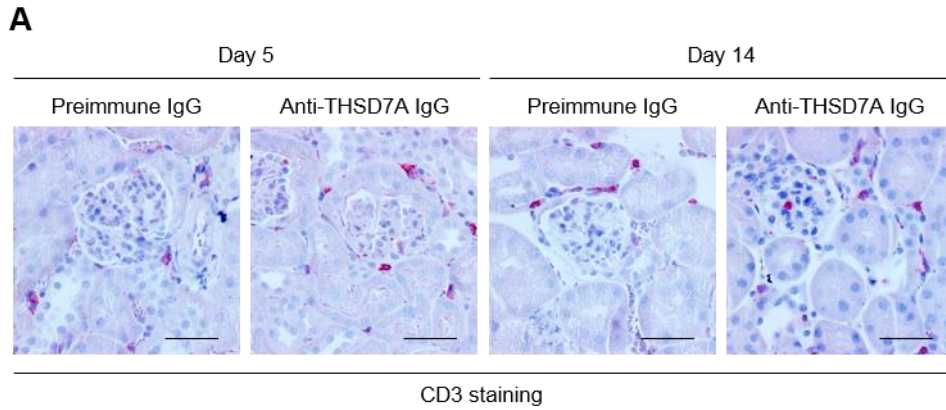 A
Day 5 Day 14
Preimmune IgG Anti-THSD7A IgG Preimmune IgG Anti-THSD7A IgG
CD3 staining